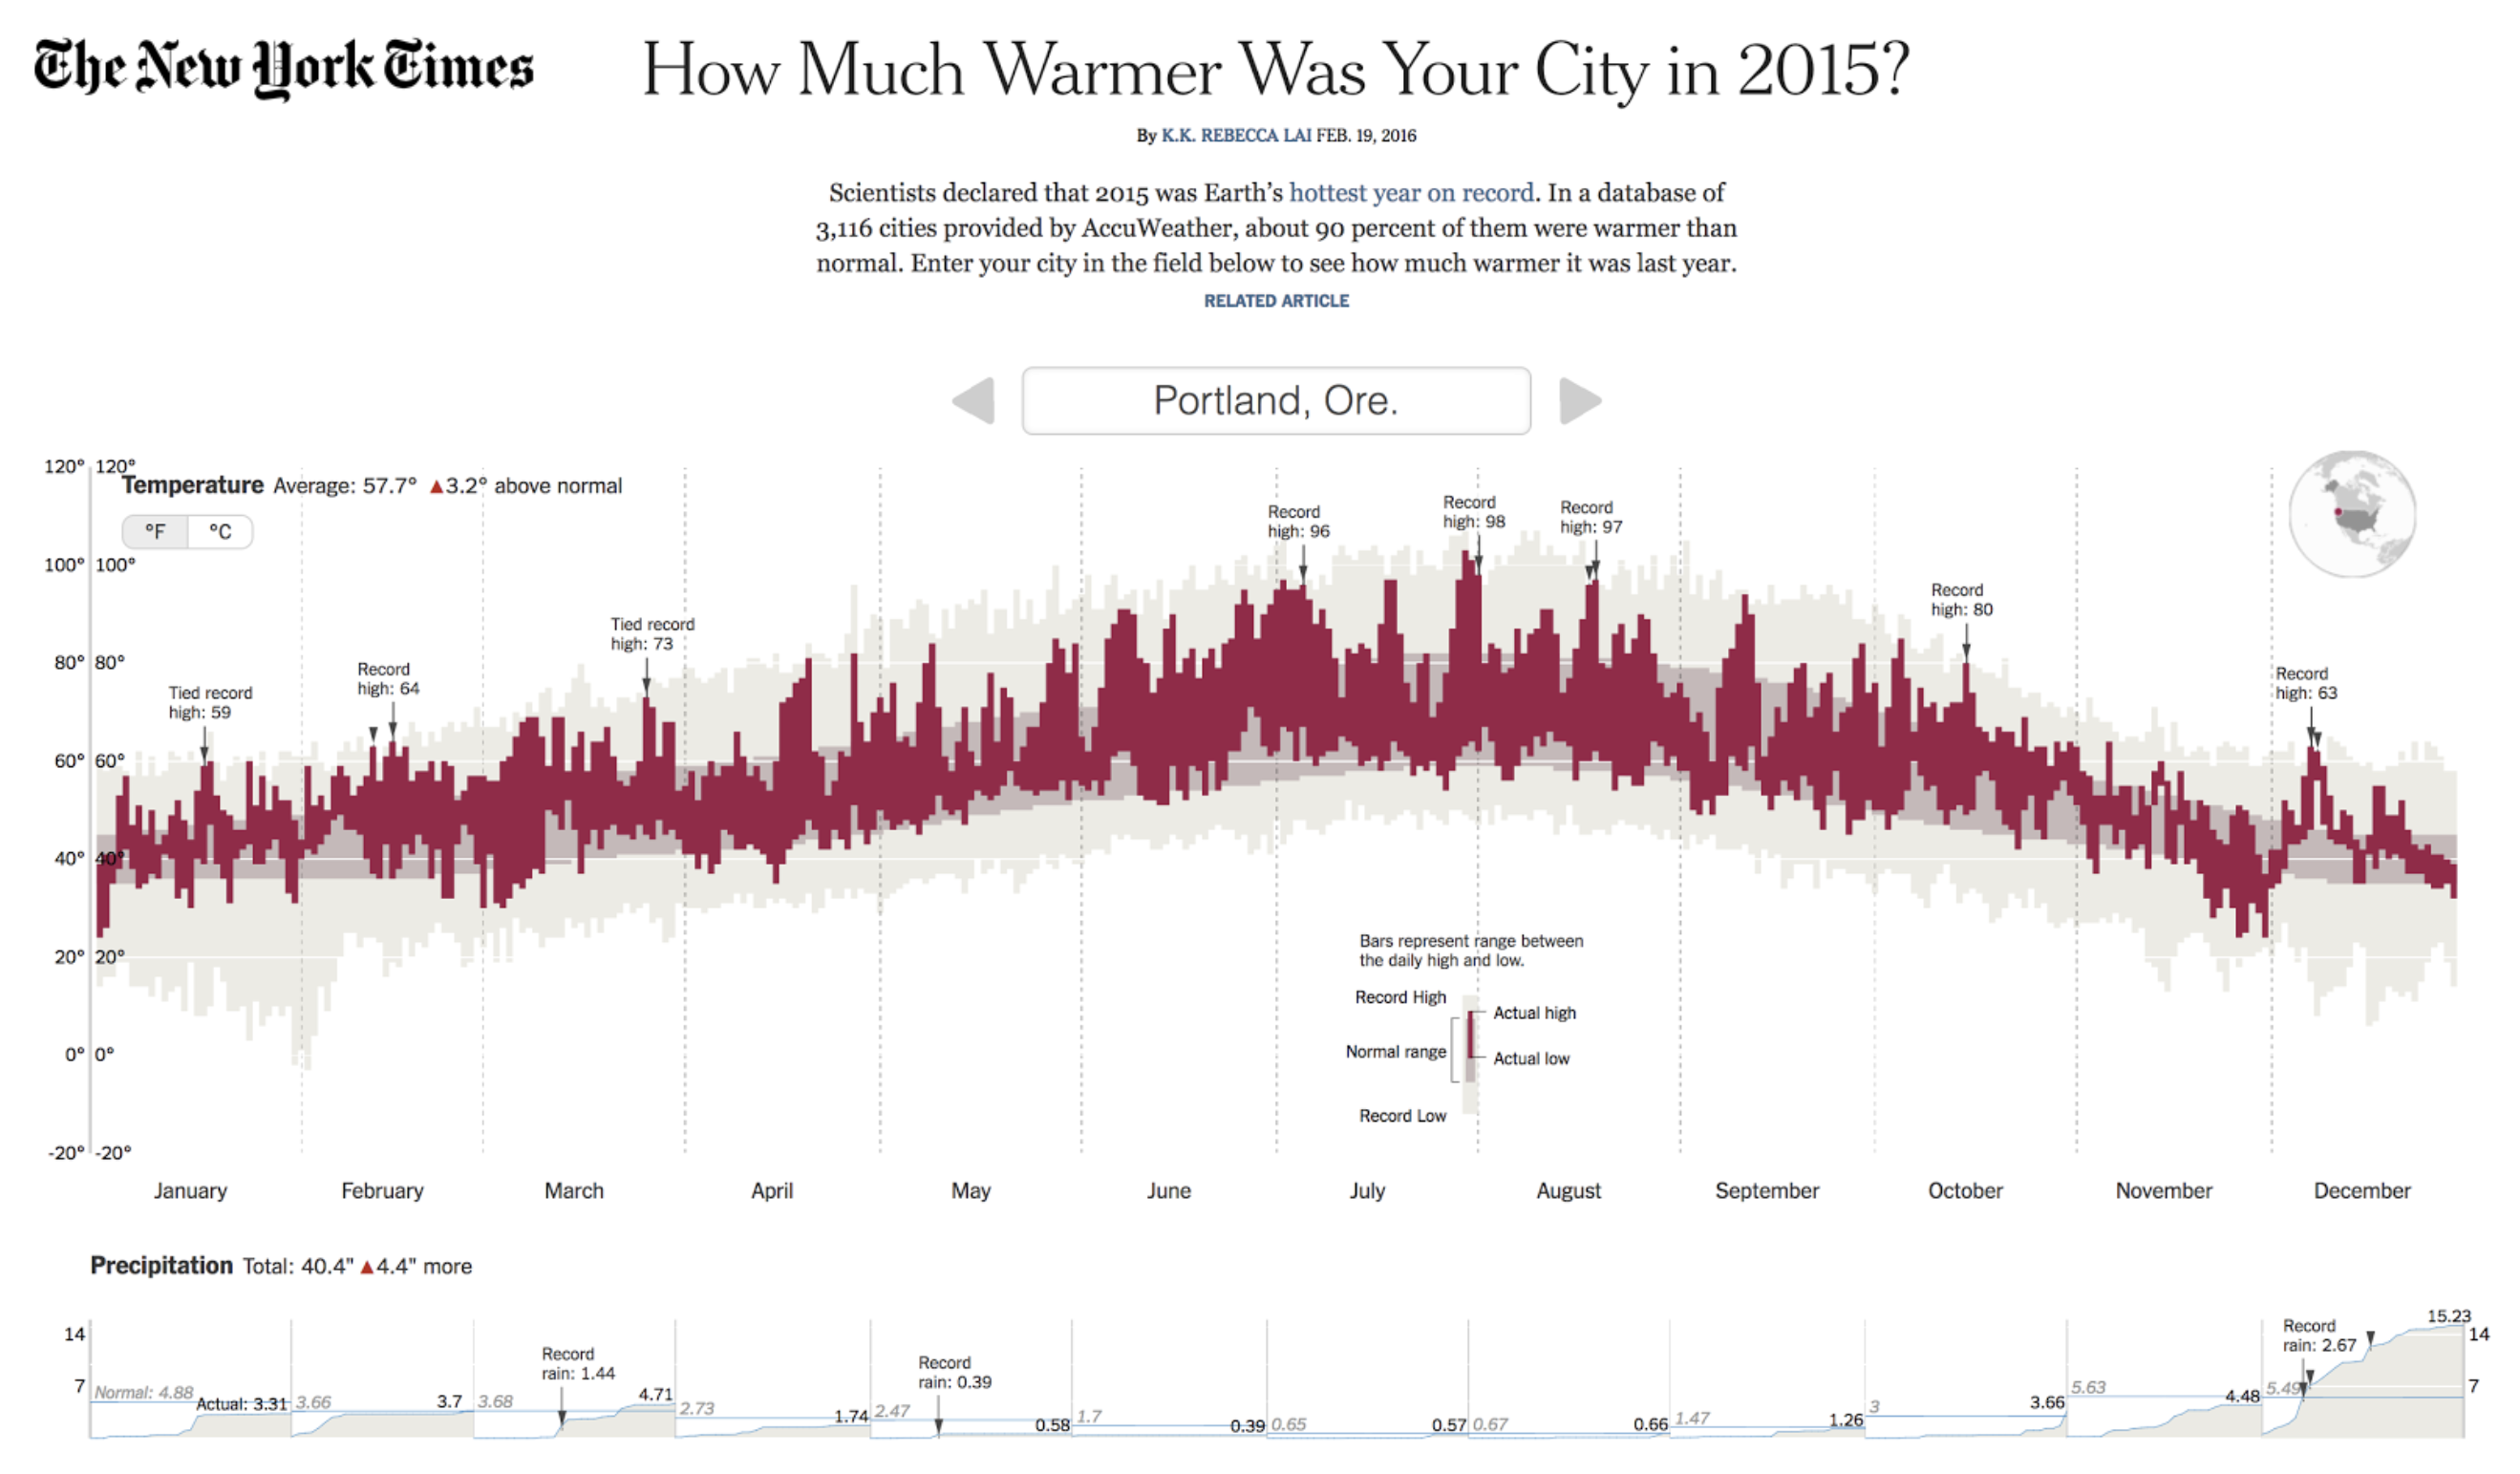 The New York Times
How Much Warmer Was Your City in 2015?
By K.K. REBECCA LAI FEB. 19, 2016
Scientists declared that 2015 was Earth's hottest year on record. In a database of
3,116 cities provided by AccuWeather, about 90 percent of them were warmer than
normal. Enter your city in the field below to see how much warmer it was last year.
RELATED ARTICLE
Portland, Ore.
120° 120°
Temperature Average: 57.7° ▲3.2° above normal
°F °C
100° 100°
80° 80°
60° 60°
40° 40°
20° 20°
0° 0°
-20° -20°
Tied record
high: 59
Record
high: 64
Tied record
high: 73
Record
high: 96
Record
high: 98
Record
high: 97
Record
high: 80
Record
high: 63
Bars represent range between
the daily high and low.
Record High
Actual high
Normal range
Actual low
Record Low
January February March April May June July August September October November December
Precipitation Total: 40.4" ▲4.4" more
14
7
Normal: 4.88
Actual: 3.31
3.66
3.7
3.68
Record
rain: 1.44
4.71
2.73
1.74
2.47
Record
rain: 0.39
0.58
1.7
0.39
0.65
0.57
0.67
0.66
1.47
1.26
3
3.66
5.63
4.48
5.49
Record
rain: 2.67
15.23
14
7